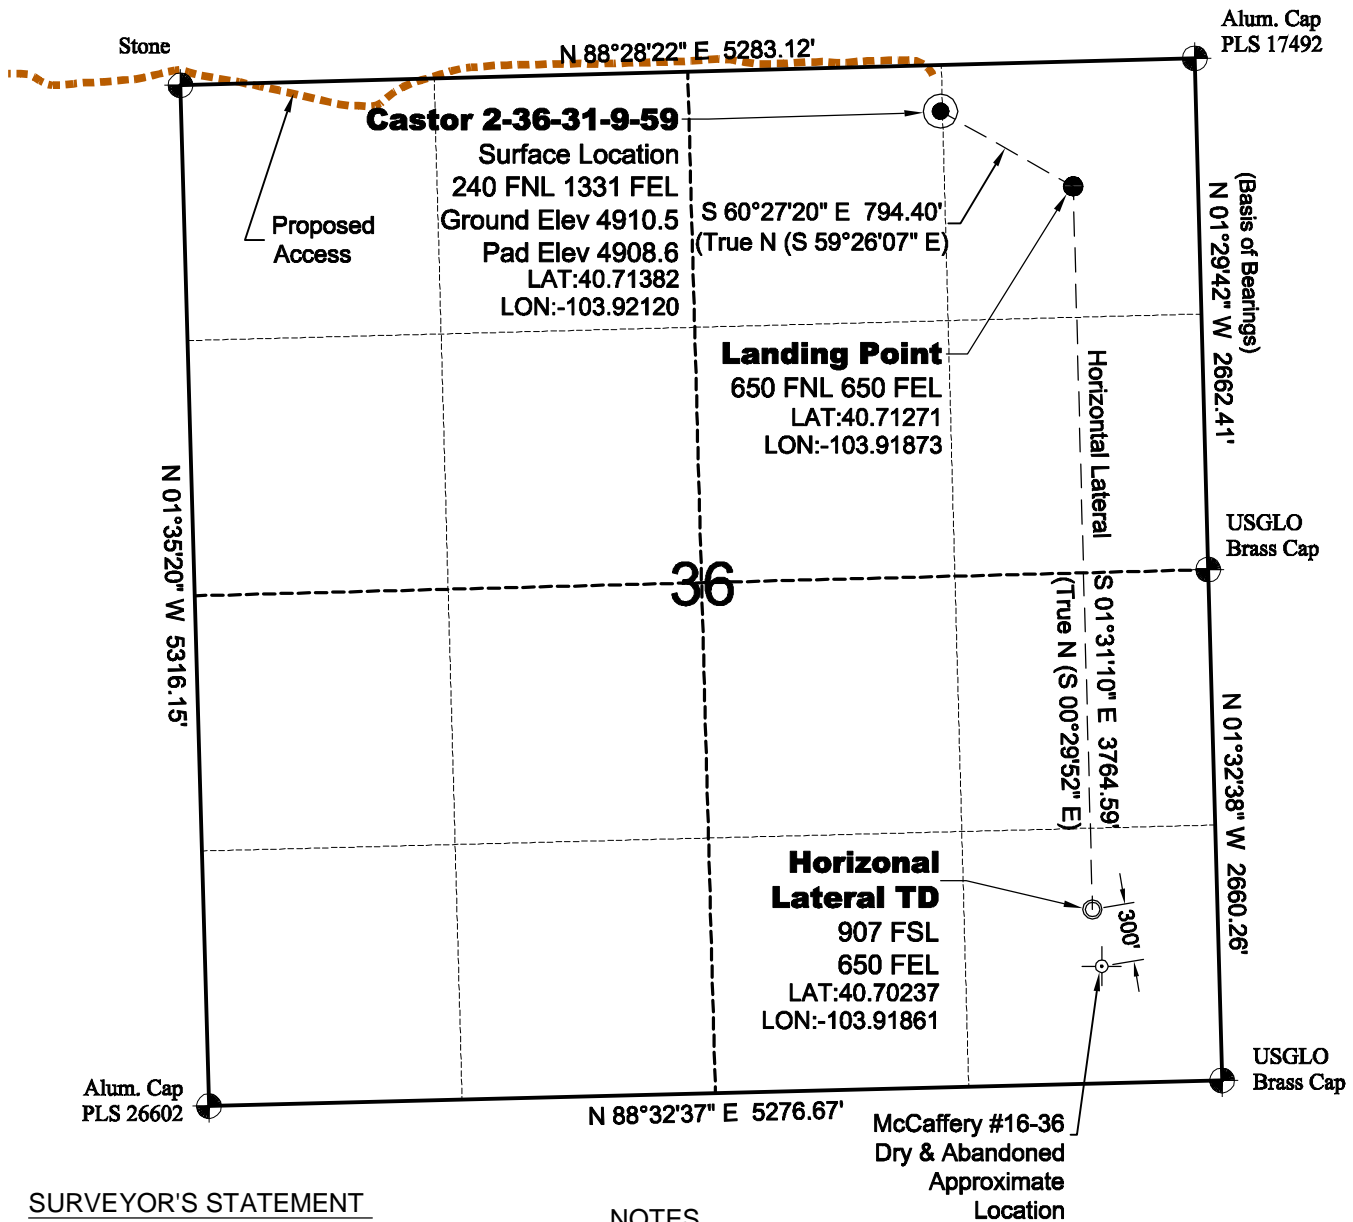 Stone
N 88°28'22" E  5283.12'
Alum. Cap
PLS 17492
Castor 2-36-31-9-59
Surface Location
240 FNL 1331 FEL
Ground Elev 4910.5
Pad Elev 4908.6
LAT:40.71382
LON:-103.92120
Proposed
Access
S 60°27'20" E  794.40'
(True N (S 59°26'07" E)
(Basis of Bearings)
N 01°29'42" W  2662.41'
Landing Point
650 FNL 650 FEL
LAT:40.71271
LON:-103.91873
Horizontal Lateral
S 01°31'10" E  3764.59'
(True N (S 00°29'52" E)
N 01°35'20" W  5316.15'
USGLO
Brass Cap
36
N 01°32'38" W  2660.26'
Horizonal
Lateral TD
907 FSL
650 FEL
LAT:40.70237
LON:-103.91861
300'
Alum. Cap
PLS 26602
N 88°32'37" E  5276.67'
USGLO
Brass Cap
McCaffery #16-36
Dry & Abandoned
Approximate
Location
SURVEYOR'S STATEMENT
NOTES